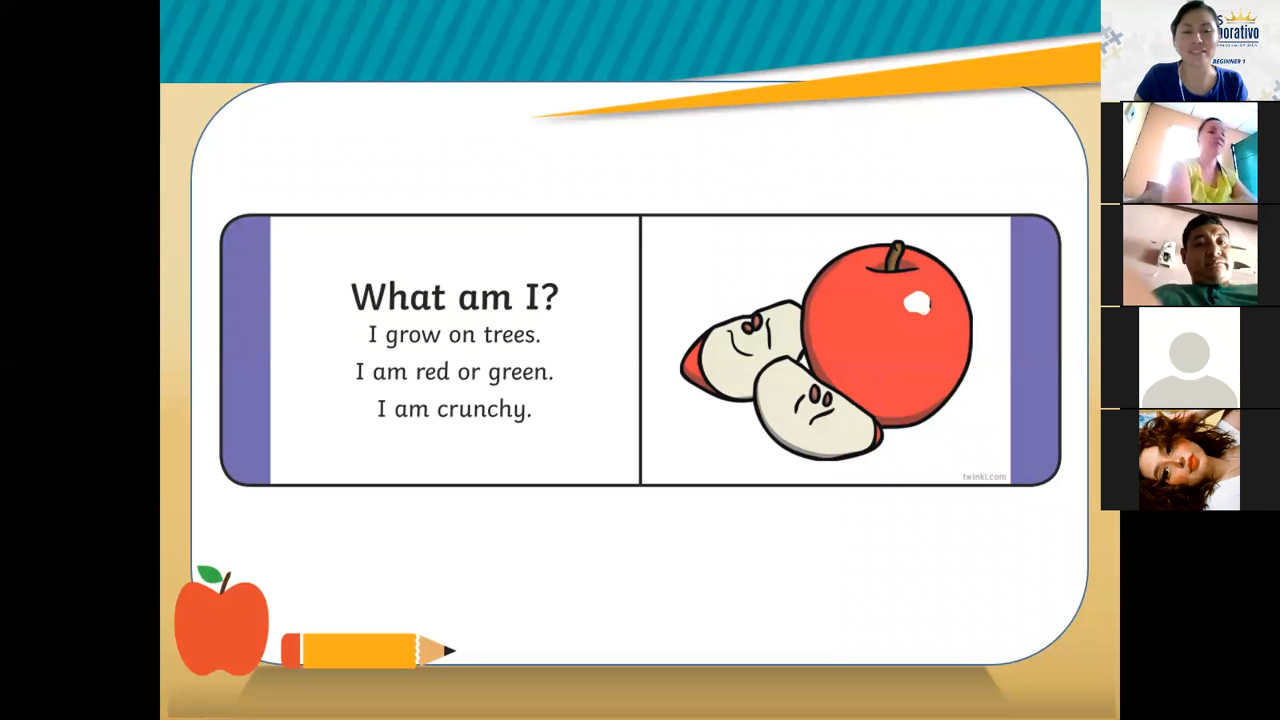 What am I?
I grow on trees.
I am red or green.
I am crunchy.
twinkl.com
BEGINNER 1